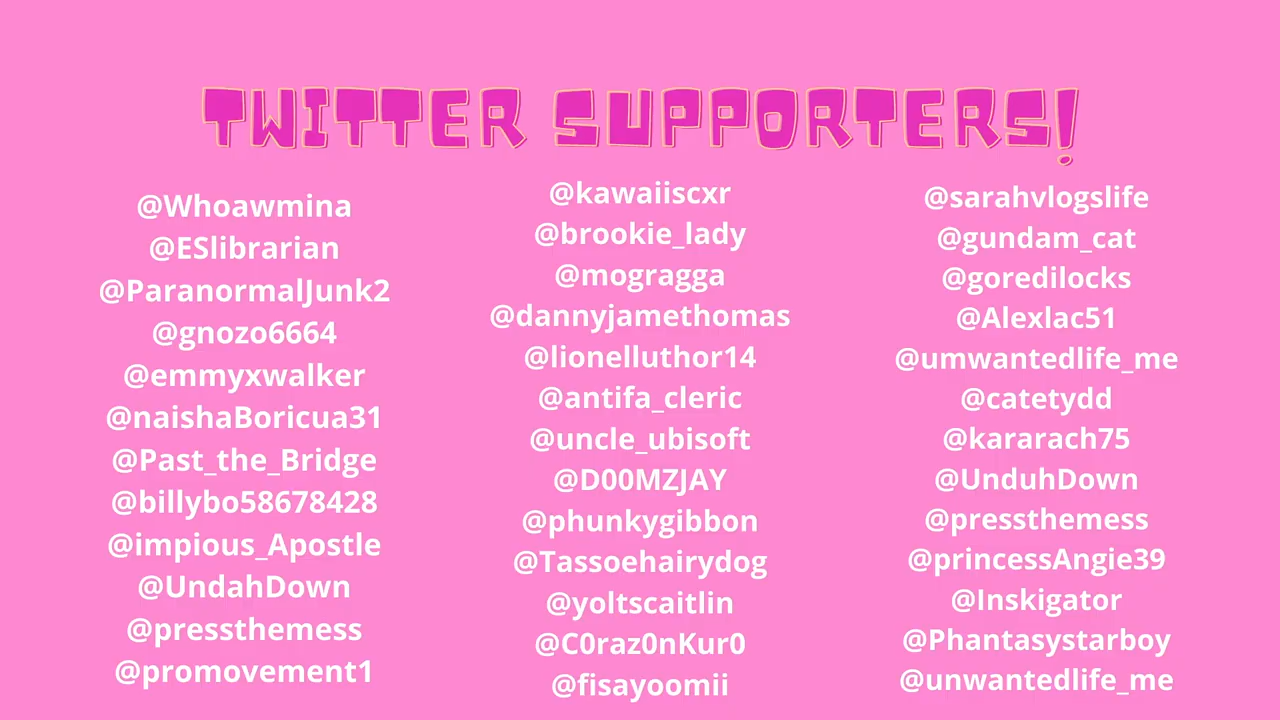 TWITTER SUPPORTERS!
@Whoawmina
@ESlibrarian
@ParanormalJunk2
@gnozo6664
@emmyxwalker
@naishaBoricua31
@Past_the_Bridge
@billybo58678428
@impious_Apostle
@UndahDown
@pressthemess
@promovement1
@kawaiiscxr
@brookie_lady
@mogragga
@dannyjamethomas
@lionelluthor14
@antifa_cleric
@uncle_ubisoft
@D00MZJAY
@phunkygibbon
@Tassoehairydog
@yoltscaitlin
@C0raz0nKur0
@fisayoomii
@sarahvlogslife
@gundam_cat
@goredilocks
@Alexlac51
@umwantedlife_me
@catetydd
@kararach75
@UnduhDown
@pressthemess
@princessAngie39
@Inskigator
@Phantasystarboy
@unwantedlife_me